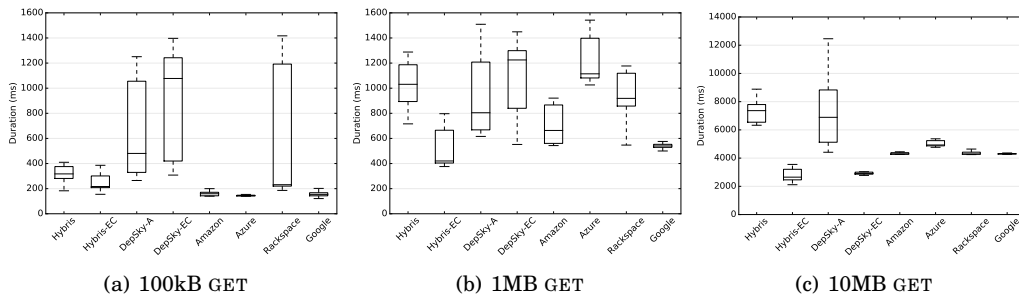 1600
1400
1200
1000
800
600
400
200
0
Duration (ms)
Hybris
Hybris-EC
DepSky-A
DepSky-EC
Amazon
Azure
Rackspace
Google
(a) 100kB GET
1600
1400
1200
1000
800
600
400
200
0
Duration (ms)
Hybris
Hybris-EC
DepSky-A
DepSky-EC
Amazon
Azure
Rackspace
Google
(b) 1MB GET
14000
12000
10000
8000
6000
4000
2000
0
Duration (ms)
Hybris
Hybris-EC
DepSky-A
DepSky-EC
Amazon
Azure
Rackspace
Google
(c) 10MB GET